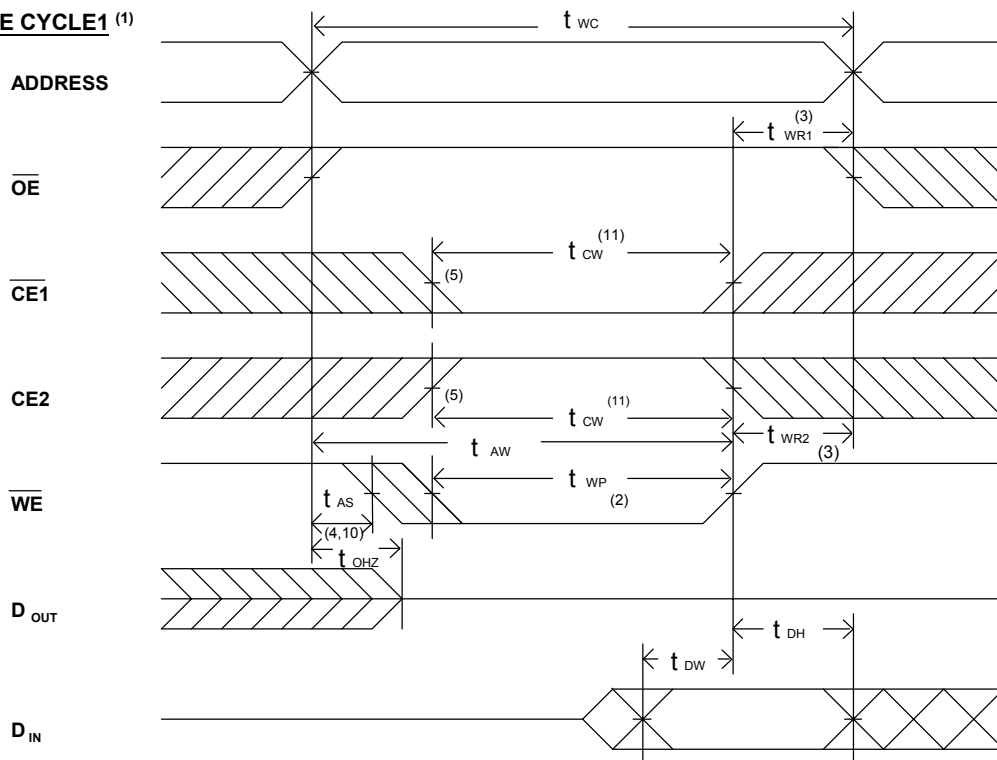 E CYCLE1 (1)
t WC
ADDRESS
t WR1 (3)
OE
t CW (11)
CE1
(5)
CE2
(5)
t CW (11)
t AW
t WR2 (3)
WE
t WP (2)
t AS
(4,10)
t OHZ
D OUT
t DH
t DW
D IN